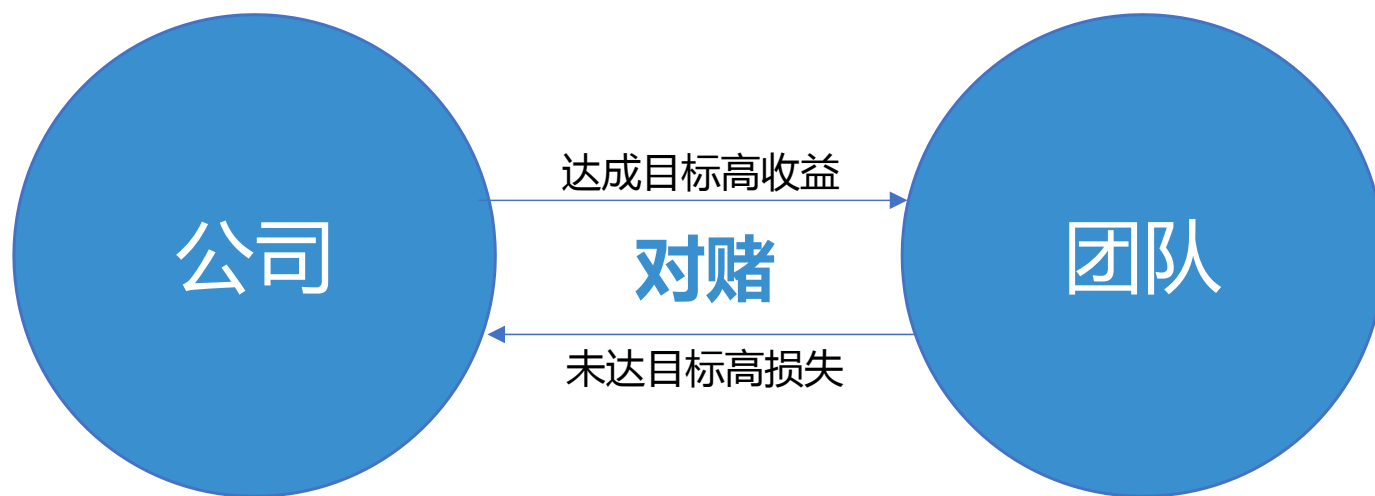 公司
达成目标高收益
对赌
未达目标高损失
团队